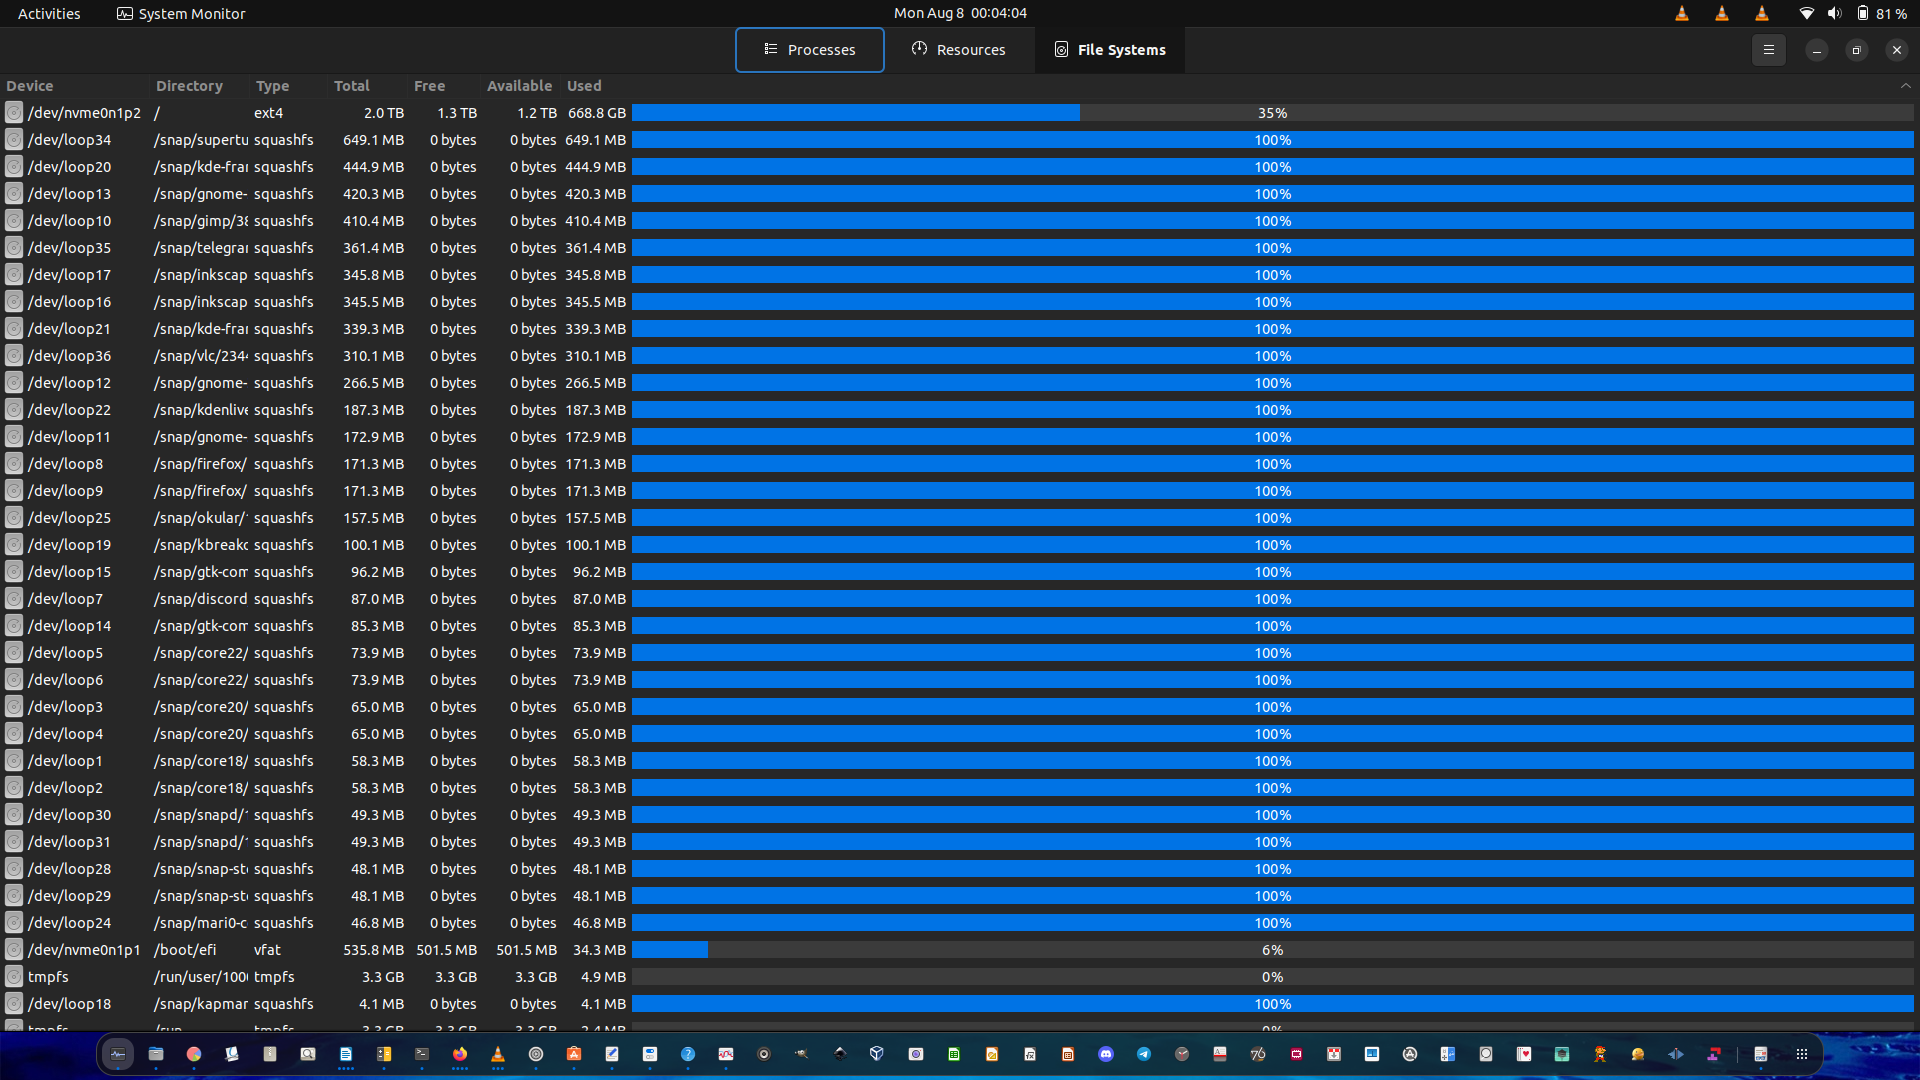 Activities System Monitor Mon Aug 8 00:04:04 81 %
Processes Resources File Systems
Device Directory Type Total Free Available Used
/dev/nvme0n1p2 / ext4 2.0 TB 1.3 TB 1.2 TB 668.8 GB 35%
/dev/loop34 /snap/supertu squashfs 649.1 MB 0 bytes 0 bytes 649.1 MB 100%
/dev/loop20 /snap/kde-fra squashfs 444.9 MB 0 bytes 0 bytes 444.9 MB 100%
/dev/loop13 /snap/gnome- squashfs 420.3 MB 0 bytes 0 bytes 420.3 MB 100%
/dev/loop10 /snap/gimp/38 squashfs 410.4 MB 0 bytes 0 bytes 410.4 MB 100%
/dev/loop35 /snap/telegra squashfs 361.4 MB 0 bytes 0 bytes 361.4 MB 100%
/dev/loop17 /snap/inkscap squashfs 345.8 MB 0 bytes 0 bytes 345.8 MB 100%
/dev/loop16 /snap/inkscap squashfs 345.5 MB 0 bytes 0 bytes 345.5 MB 100%
/dev/loop21 /snap/kde-fra squashfs 339.3 MB 0 bytes 0 bytes 339.3 MB 100%
/dev/loop36 /snap/vlc/2344 squashfs 310.1 MB 0 bytes 0 bytes 310.1 MB 100%
/dev/loop12 /snap/gnome- squashfs 266.5 MB 0 bytes 0 bytes 266.5 MB 100%
/dev/loop22 /snap/kdenlive squashfs 187.3 MB 0 bytes 0 bytes 187.3 MB 100%
/dev/loop11 /snap/gnome- squashfs 172.9 MB 0 bytes 0 bytes 172.9 MB 100%
/dev/loop8 /snap/firefox/ squashfs 171.3 MB 0 bytes 0 bytes 171.3 MB 100%
/dev/loop9 /snap/firefox/ squashfs 171.3 MB 0 bytes 0 bytes 171.3 MB 100%
/dev/loop25 /snap/okular/ squashfs 157.5 MB 0 bytes 0 bytes 157.5 MB 100%
/dev/loop19 /snap/kbreako squashfs 100.1 MB 0 bytes 0 bytes 100.1 MB 100%
/dev/loop15 /snap/gtk-com squashfs 96.2 MB 0 bytes 0 bytes 96.2 MB 100%
/dev/loop7 /snap/discord squashfs 87.0 MB 0 bytes 0 bytes 87.0 MB 100%
/dev/loop14 /snap/gtk-com squashfs 85.3 MB 0 bytes 0 bytes 85.3 MB 100%
/dev/loop5 /snap/core22/ squashfs 73.9 MB 0 bytes 0 bytes 73.9 MB 100%
/dev/loop6 /snap/core22/ squashfs 73.9 MB 0 bytes 0 bytes 73.9 MB 100%
/dev/loop3 /snap/core20/ squashfs 65.0 MB 0 bytes 0 bytes 65.0 MB 100%
/dev/loop4 /snap/core20/ squashfs 65.0 MB 0 bytes 0 bytes 65.0 MB 100%
/dev/loop1 /snap/core18/ squashfs 58.3 MB 0 bytes 0 bytes 58.3 MB 100%
/dev/loop2 /snap/core18/ squashfs 58.3 MB 0 bytes 0 bytes 58.3 MB 100%
/dev/loop30 /snap/snapd/1 squashfs 49.3 MB 0 bytes 0 bytes 49.3 MB 100%
/dev/loop31 /snap/snapd/1 squashfs 49.3 MB 0 bytes 0 bytes 49.3 MB 100%
/dev/loop28 /snap/snap-sto squashfs 48.1 MB 0 bytes 0 bytes 48.1 MB 100%
/dev/loop29 /snap/snap-sto squashfs 48.1 MB 0 bytes 0 bytes 48.1 MB 100%
/dev/loop24 /snap/mari0-c squashfs 46.8 MB 0 bytes 0 bytes 46.8 MB 100%
/dev/nvme0n1p1 /boot/efi vfat 535.8 MB 501.5 MB 501.5 MB 34.3 MB 6%
tmpfs /run/user/1000 tmpfs 3.3 GB 3.3 GB 3.3 GB 4.9 MB 0%
/dev/loop18 /snap/kapman squashfs 4.1 MB 0 bytes 0 bytes 4.1 MB 100%
tmpfs /run tmpfs 3.3 GB 3.3 GB 3.3 GB 2.4 MB 0%